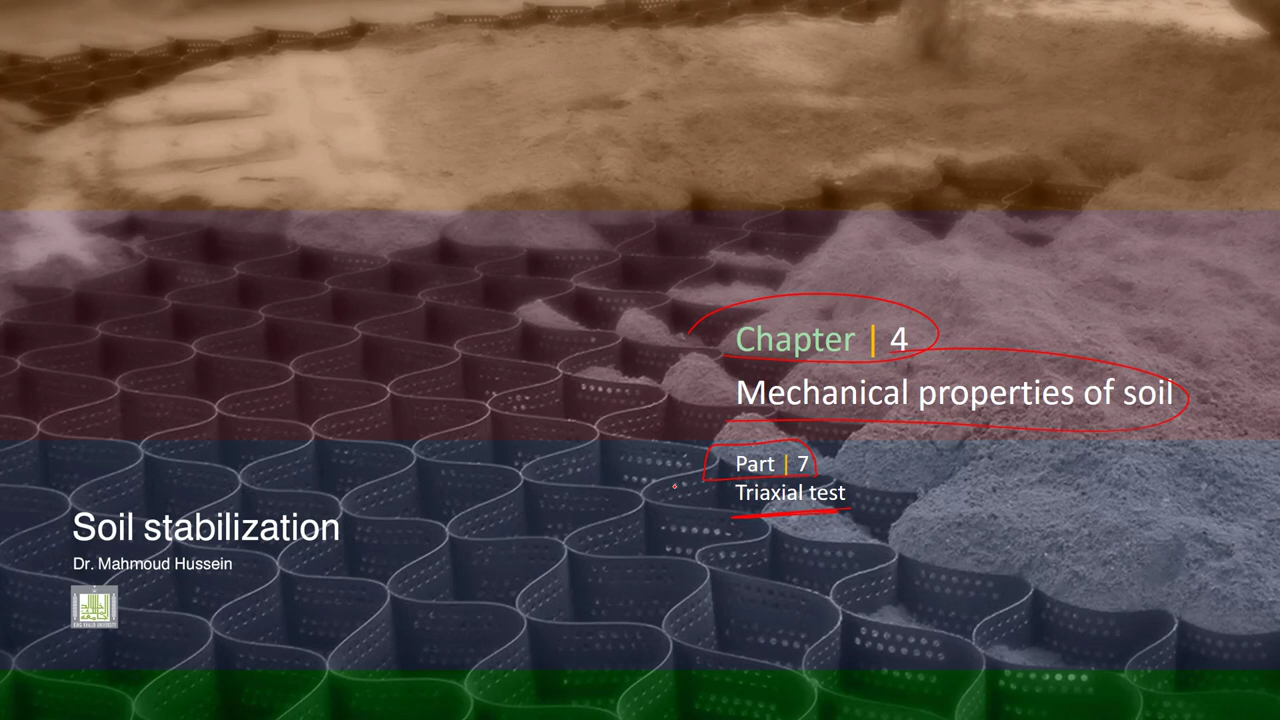 Chapter | 4
Mechanical properties of soil
Part | 7
Triaxial test
Soil stabilization
Dr. Mahmoud Hussein